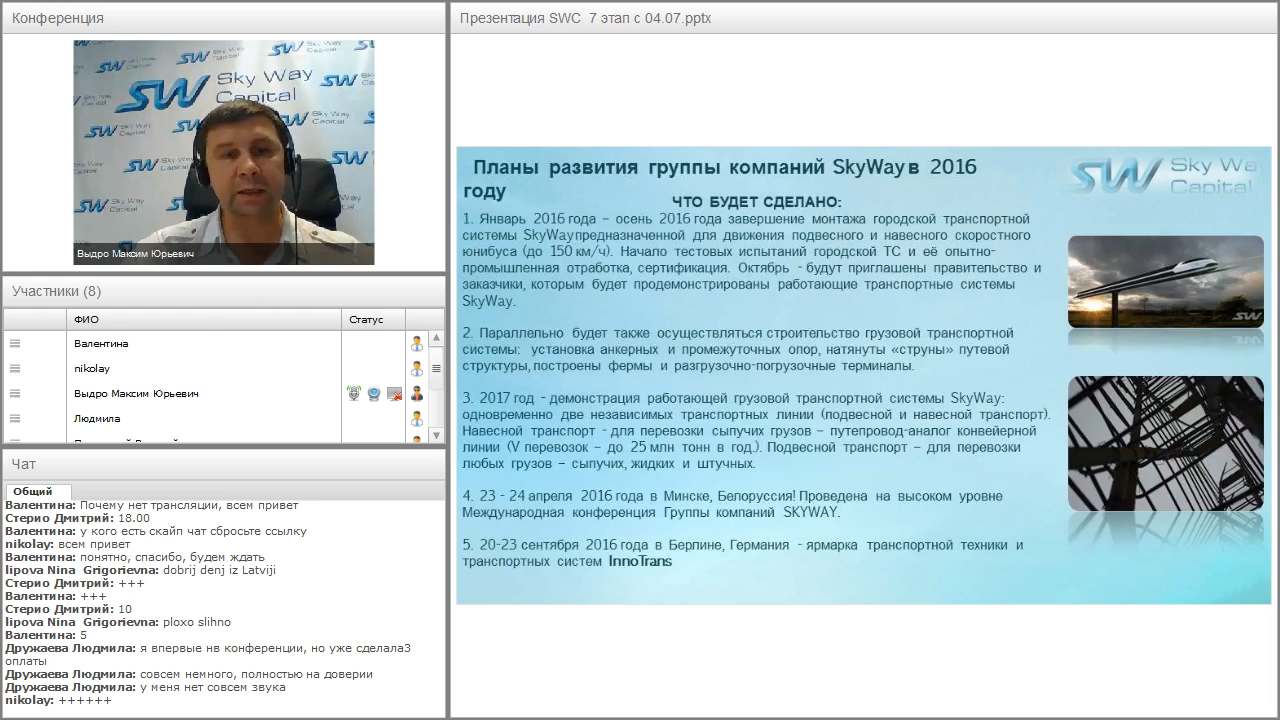 Конференция
Sky Way
Capital
Выдро Максим Юрьевич
Участники (8)
ФИО
Статус
Валентина
nikolay
Выдро Максим Юрьевич
Людмила
Чат
Общий
Валентина: Почему нет трансляции, всем привет
Стерио Дмитрий: 18.00
Валентина: у кого есть скайп чат сбросьте ссылку
nikolay: всем привет
Валентина: понятно, спасибо, будем ждать
lipova Nina Grigorievna: dobrij denj iz Latviji
Стерио Дмитрий: +++
Валентина: +++
Стерио Дмитрий: 10
lipova Nina Grigorievna: ploxo slihno
Валентина: 5
Дружаева Людмила: я впервые нв конференции, но уже сделала3
оплаты
Дружаева Людмила: совсем немного, полностью на доверии
Дружаева Людмила: у меня нет совсем звука
nikolay: ++++++
Презентация SWC 7 этап с 04.07.pptx
Планы развития группы компаний SkyWay в 2016
году
ЧТО БУДЕТ СДЕЛАНО:
1. Январь 2016 года – осень 2016 года завершение монтажа городской транспортной
системы SkyWay предназначенной для движения подвесного и навесного скоростного
юнибуса (до 150 км/ч). Начало тестовых испытаний городской ТС и её опытно-
промышленная отработка, сертификация. Октябрь - будут приглашены правительство и
заказчики, которым будет продемонстрированы работающие транспортные системы
SkyWay.
2. Параллельно будет также осуществляться строительство грузовой транспортной
системы: установка анкерных и промежуточных опор, натянуты «струны» путевой
структуры, построены фермы и разгрузочно-погрузочные терминалы.
3. 2017 год - демонстрация работающей грузовой транспортной системы SkyWay:
одновременно две независимых транспортных линии (подвесной и навесной транспорт).
Навесной транспорт - для перевозки сыпучих грузов – путепровод-аналог конвейерной
линии (V перевозок – до 25 млн тонн в год.). Подвесной транспорт – для перевозки
любых грузов – сыпучих, жидких и штучных.
4. 23 - 24 апреля 2016 года в Минске, Белоруссия! Проведена на высоком уровне
Международная конференция Группы компаний SKYWAY.
5. 20-23 сентября 2016 года в Берлине, Германия - ярмарка транспортной техники и
транспортных систем InnoTrans
SW Sky Wa
Capital
SW